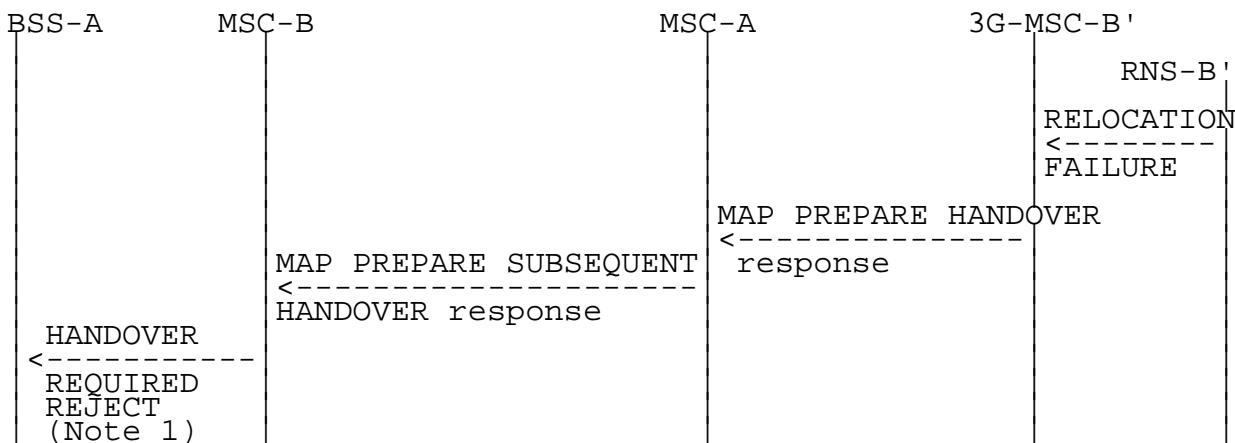 BSS-A MSC-B MSC-A 3G-MSC-B'
RNS-B'
RELOCATION
<--------
FAILURE
MAP PREPARE HANDOVER
<---------------
MAP PREPARE SUBSEQUENT response
<---------------------
HANDOVER response
HANDOVER
<-----------
REQUIRED
REJECT
(Note 1)